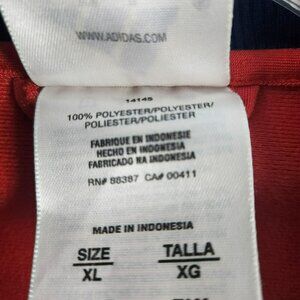 WWW.ADIDAS.COM
14145
100% POLYESTER/POLYESTER/
POLIESTER/POLIÉSTER
FABRIQUE EN INDONESIE
HECHO EN INDONESIA
FABRICADO NA INDONESIA
RN# 88387 CA# 00411
MADE IN INDONESIA
SIZE TALLA
XL XG